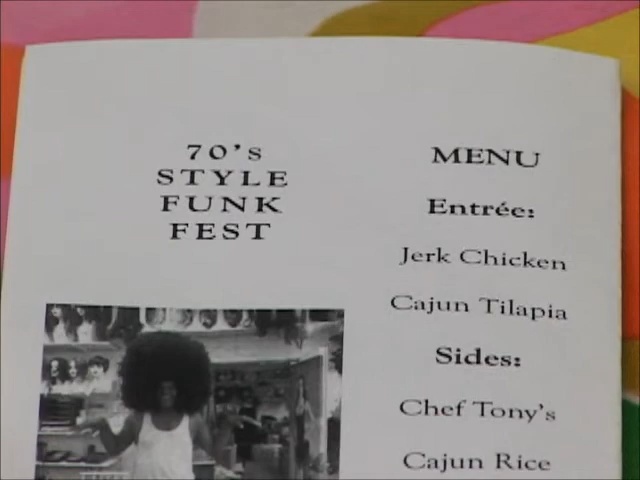 70's
STYLE
FUNK
FEST
MENU
Entrée:
Jerk Chicken
Cajun Tilapia
Sides:
Chef Tony's
Cajun Rice